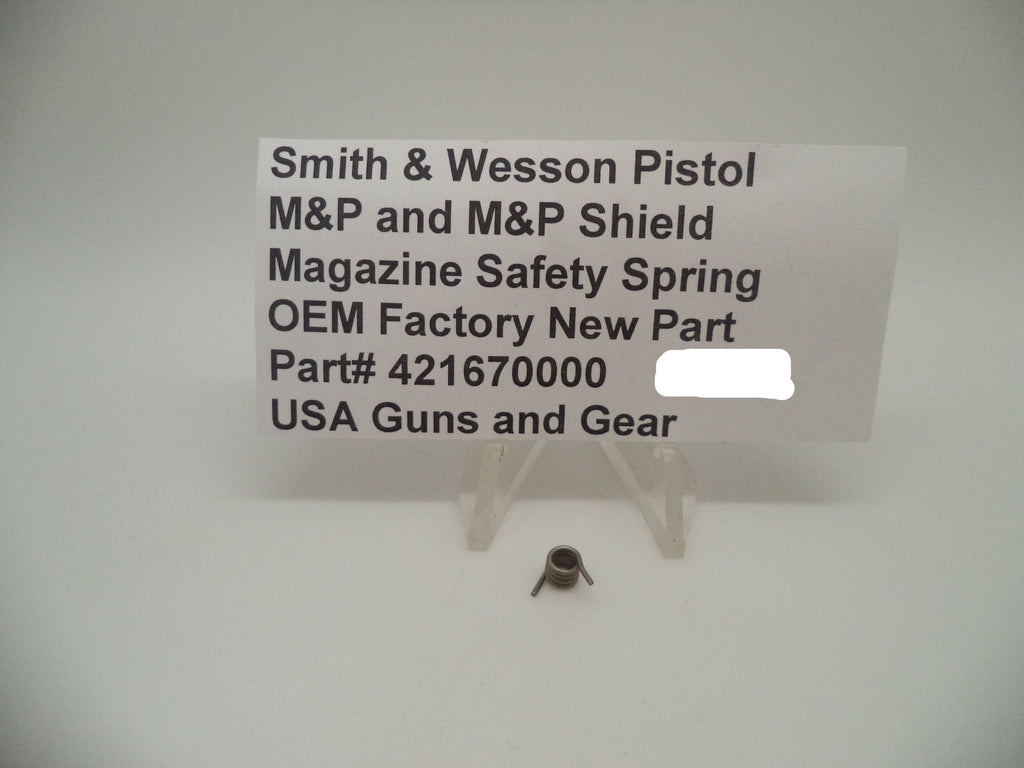 Smith & Wesson Pistol
M&P and M&P Shield
Magazine Safety Spring
OEM Factory New Part
Part# 421670000
USA Guns and Gear